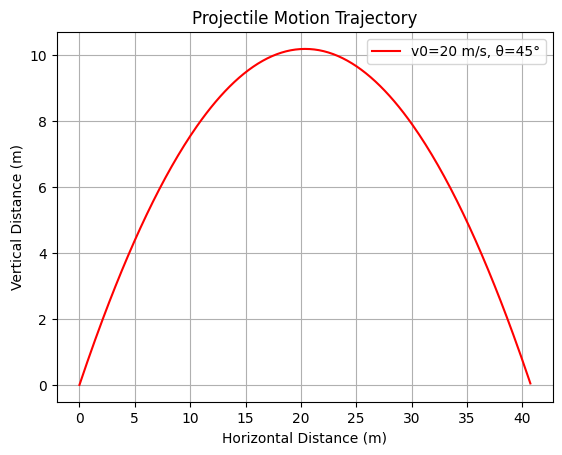 Projectile Motion Trajectory
v0=20 m/s, θ=45°
Vertical Distance (m)
10
8
6
4
2
0
0 5 10 15 20 25 30 35 40
Horizontal Distance (m)